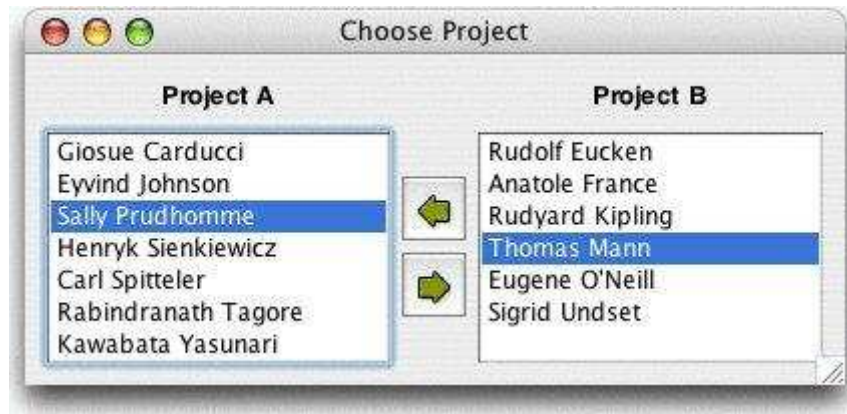 Choose Project
Project A
Giosue Carducci
Eyvind Johnson
Sally Prudhomme
Henryk Sienkiewicz
Carl Spitteler
Rabindranath Tagore
Kawabata Yasunari
Project B
Rudolf Eucken
Anatole France
Rudyard Kipling
Thomas Mann
Eugene O'Neill
Sigrid Undset